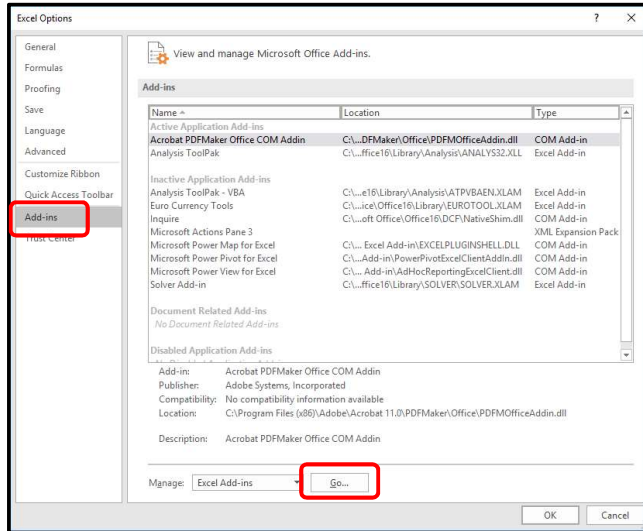 Excel Options ? ×
General
Formulas
Proofing
Save
Language
Advanced
Customize Ribbon
Quick Access Toolbar
Add-ins
Trust Center
View and manage Microsoft Office Add-ins.
Add-ins
Name Location Type
Active Application Add-ins
Acrobat PDFMaker Office COM Addin C:\...DFMaker\Office\PDFMOfficeAddin.dll COM Add-in
Analysis ToolPak C:\...ffice16\Library\Analysis\ANALYS32.XLL Excel Add-in
Inactive Application Add-ins
Analysis ToolPak - VBA C:\...e16\Library\Analysis\ATPVBAEN.XLAM Excel Add-in
Euro Currency Tools C:\...ice\Office16\Library\EUROTOOL.XLAM Excel Add-in
Inquire C:\...oft Office\Office16\DCF\NativeShim.dll COM Add-in
Microsoft Actions Pane 3 XML Expansion Pack
Microsoft Power Map for Excel C:\... Excel Add-in\EXCELPLUGINSHELL.DLL COM Add-in
Microsoft Power Pivot for Excel C:\...Add-in\PowerPivotExcelClientAddIn.dll COM Add-in
Microsoft Power View for Excel C:\... Add-in\AdHocReportingExcelClient.dll COM Add-in
Solver Add-in C:\...ffice16\Library\SOLVER\SOLVER.XLAM Excel Add-in
Document Related Add-ins
No Document Related Add-ins
Disabled Application Add-ins
Add-in: Acrobat PDFMaker Office COM Addin
Publisher: Adobe Systems, Incorporated
Compatibility: No compatibility information available
Location: C:\Program Files (x86)\Adobe\Acrobat 11.0\PDFMaker\Office\PDFMOfficeAddin.dll
Description: Acrobat PDFMaker Office COM Addin
Manage: Excel Add-ins Go...
OK Cancel